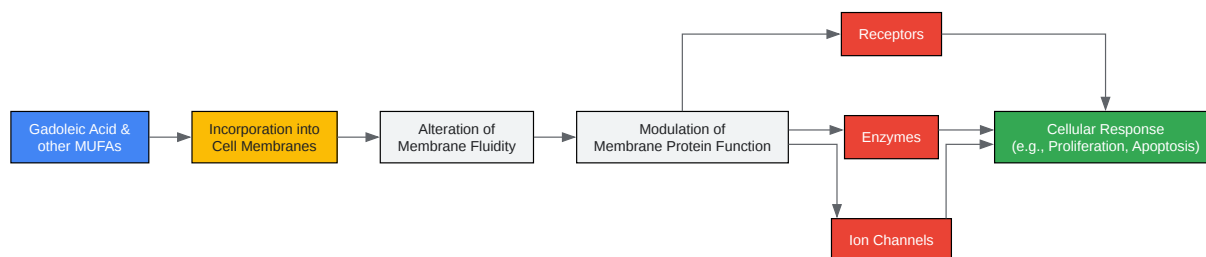 Receptors
Gadoleic Acid &
other MUFAs
Incorporation into
Cell Membranes
Alteration of
Membrane Fluidity
Modulation of
Membrane Protein Function
Enzymes
Cellular Response
(e.g., Proliferation, Apoptosis)
Ion Channels